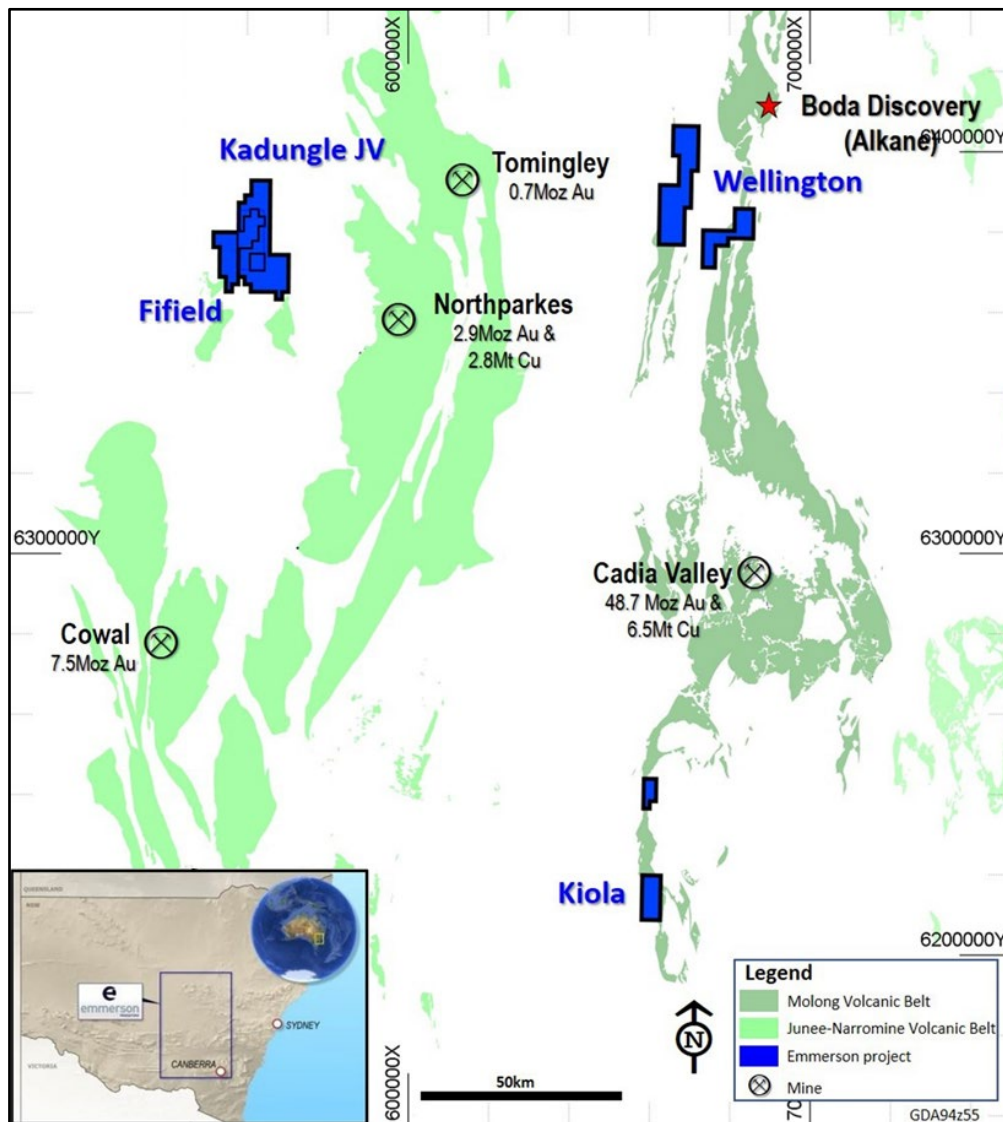 600000X
700000X
Boda Discovery
(Alkane)
6400000Y
Kadungle JV
Tomingley
0.7Moz Au
Wellington
Fifield
Northparkes
2.9Moz Au &
2.8Mt Cu
6300000Y
6300000Y
Cadia Valley
48.7 Moz Au &
6.5Mt Cu
Cowal
7.5Moz Au
Kiola
6200000Y
QUEENSLAND
NSW
e
emmerson
SYDNEY
CANBERRA
VICTORIA
N
600000X
50km
Legend
Molong Volcanic Belt
Junee-Narromine Volcanic Belt
Emmerson project
Mine
GDA94z55